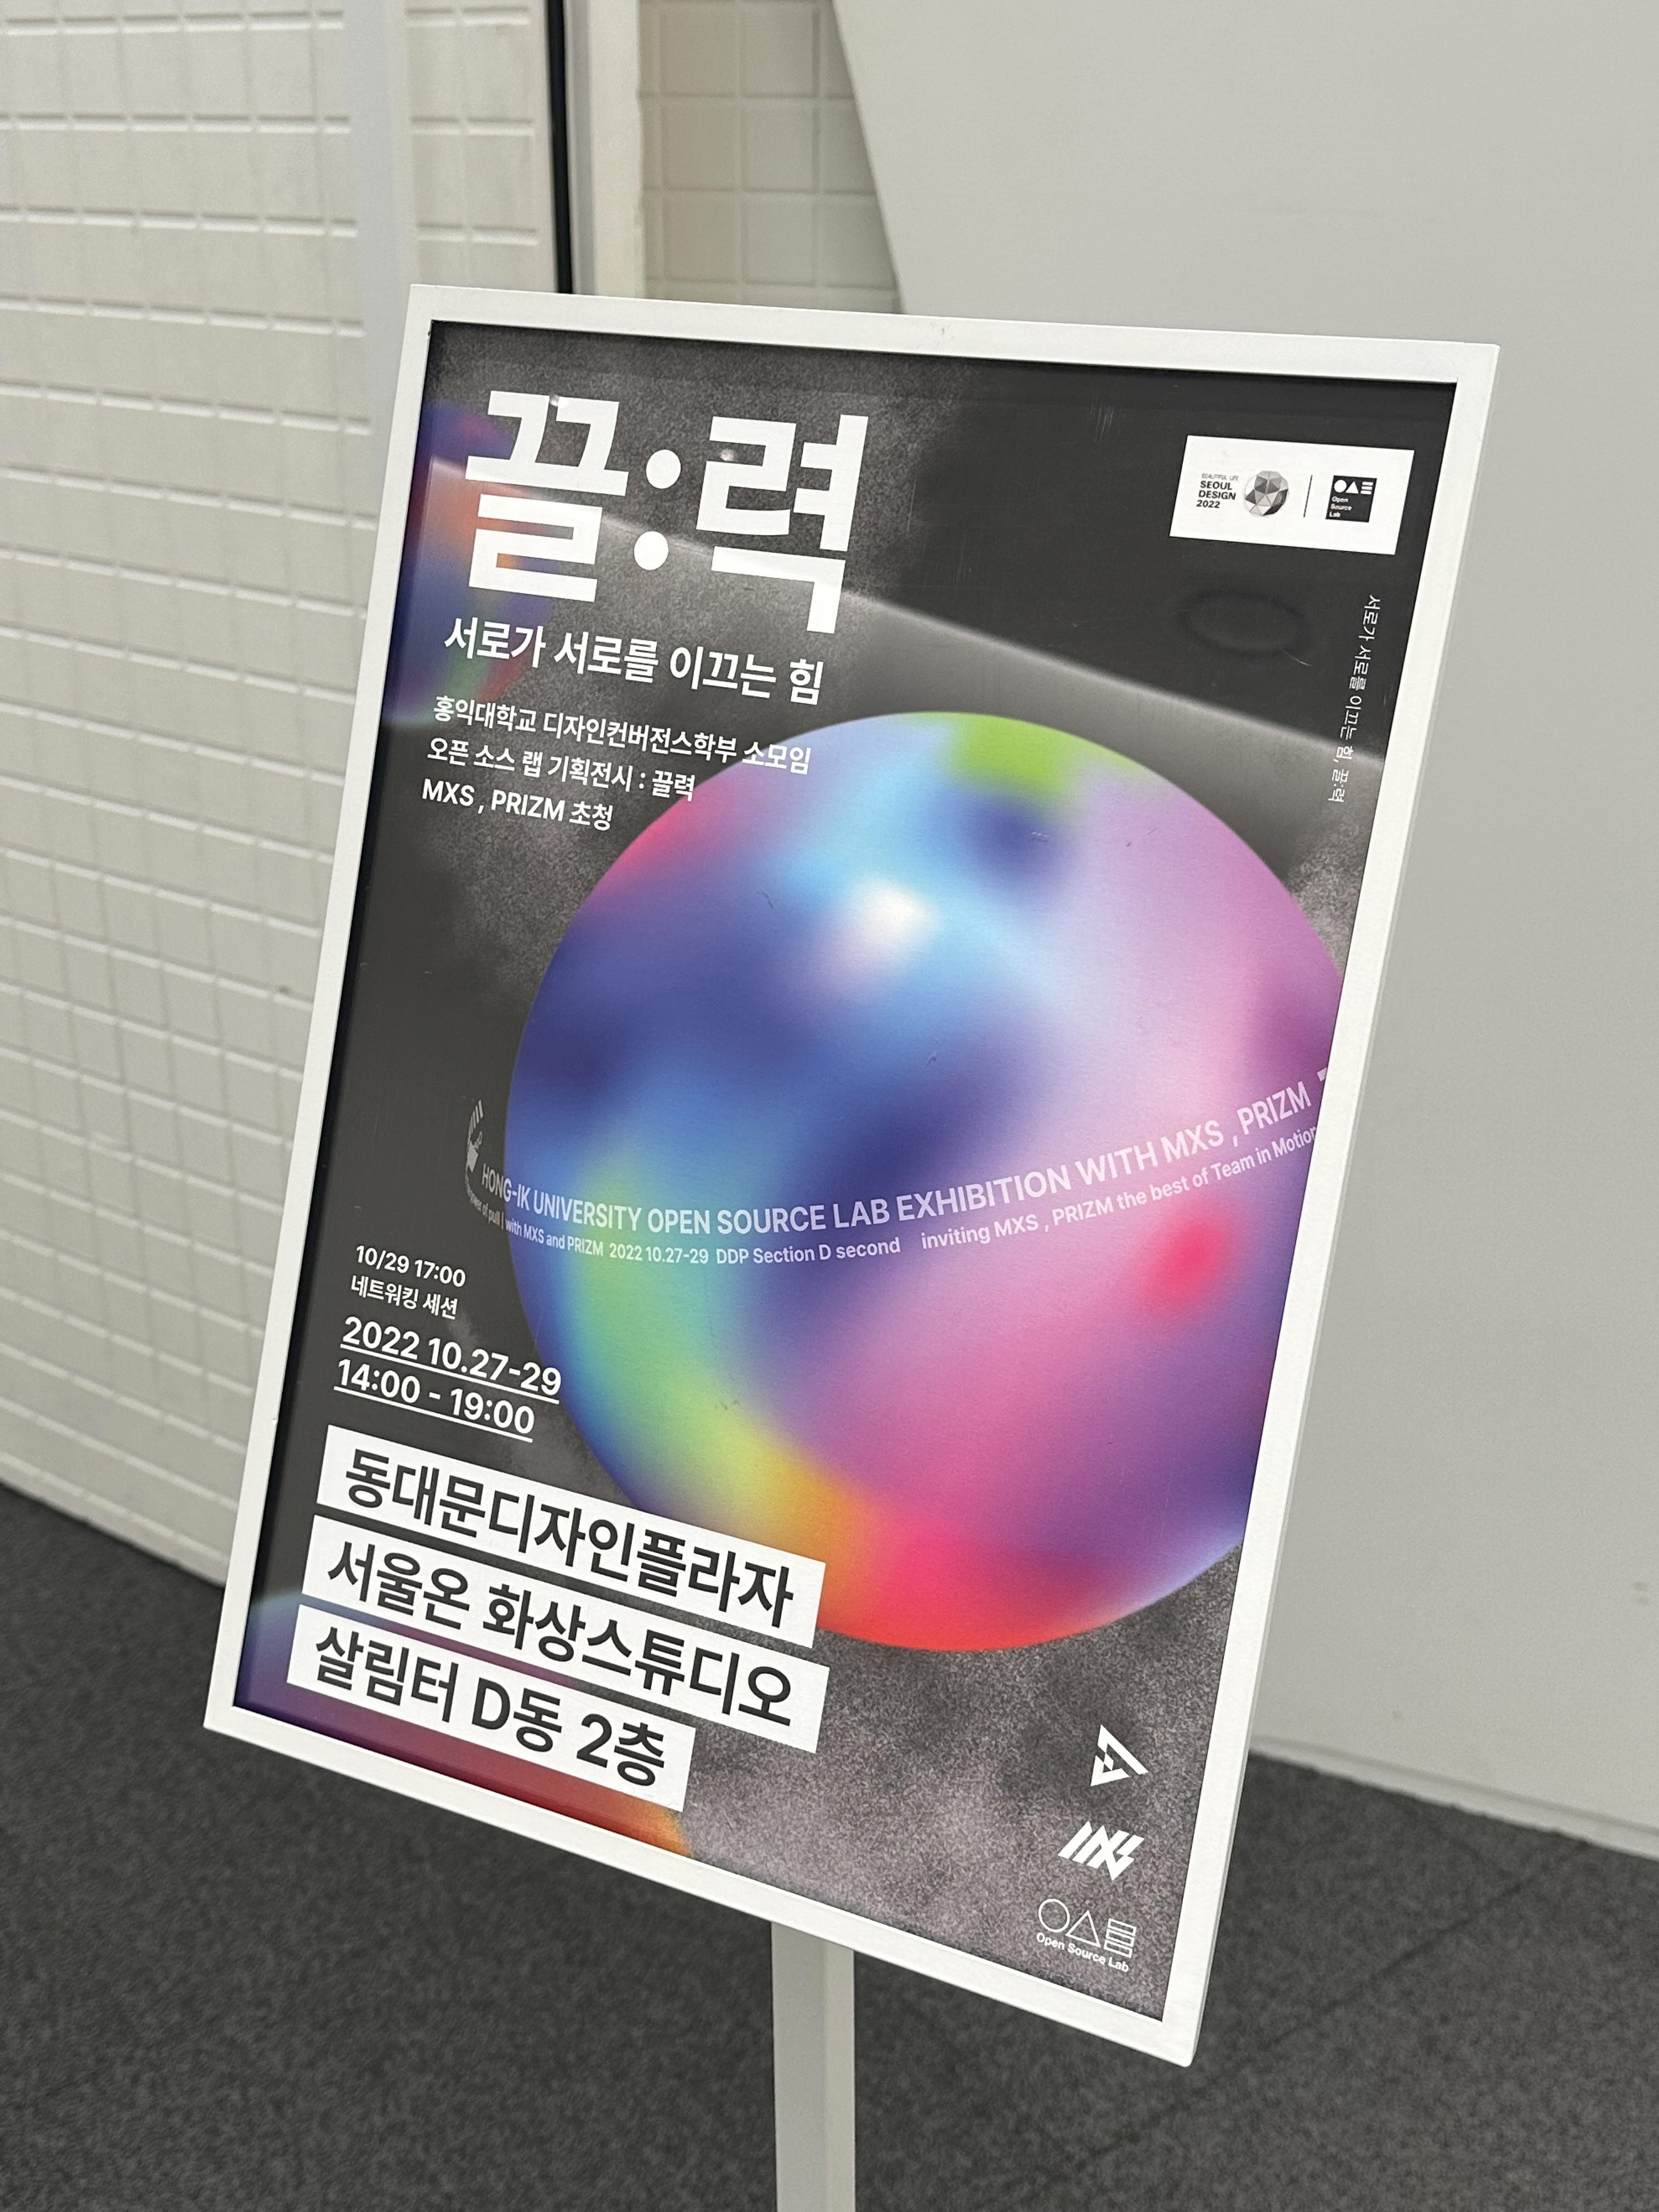 끌:력
서로가 서로를 이끄는 힘
홍익대학교 디자인컨버전스학부 소모임
오픈 소스 랩 기획전시 : 끌력
MXS , PRIZM 초청
BEAUTIFUL LIFE
SEOUL
DESIGN
2022
Open
Source
Lab
서로가 서로를 이끄는 힘, 끌:력
HONG-IK UNIVERSITY OPEN SOURCE LAB EXHIBITION WITH MXS , PRIZM
of pull | with MXS and PRIZM 2022 10.27-29 DDP Section D second inviting MXS , PRIZM the best of Team in Motion
10/29 17:00
네트워킹 세션
2022 10.27-29
14:00 - 19:00
동대문디자인플라자
서울온 화상스튜디오
살림터 D동 2층
MXS
Open Source Lab